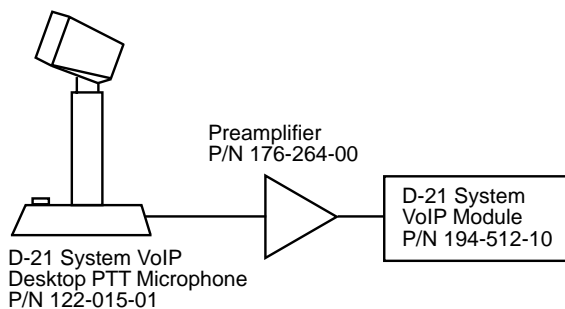 Preamplifier
P/N 176-264-00
D-21 System
VoIP Module
P/N 194-512-10
D-21 System VoIP
Desktop PTT Microphone
P/N 122-015-01